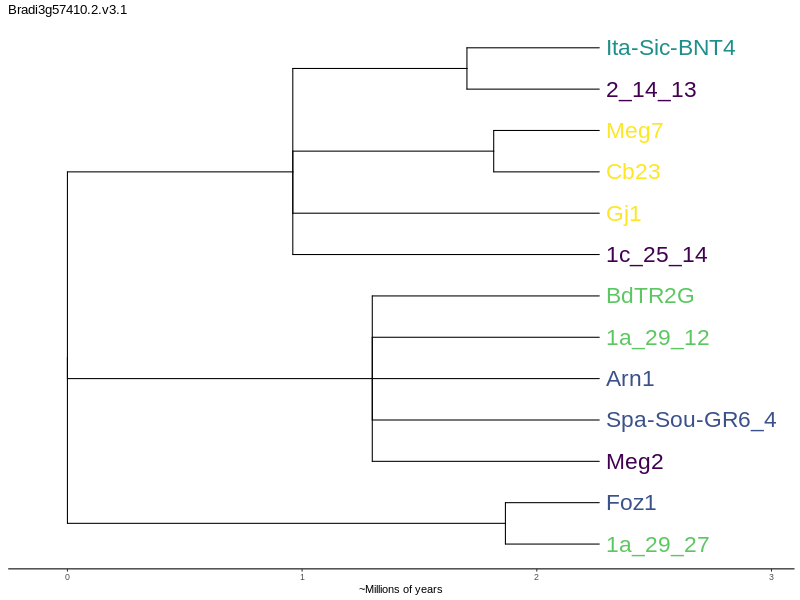 Bradi3g57410.2.v3.1
Ita-Sic-BNT4
2_14_13
Meg7
Cb23
Gj1
1c_25_14
BdTR2G
1a_29_12
Arn1
Spa-Sou-GR6_4
Meg2
Foz1
1a_29_27
0 1 2 3
~Millions of years